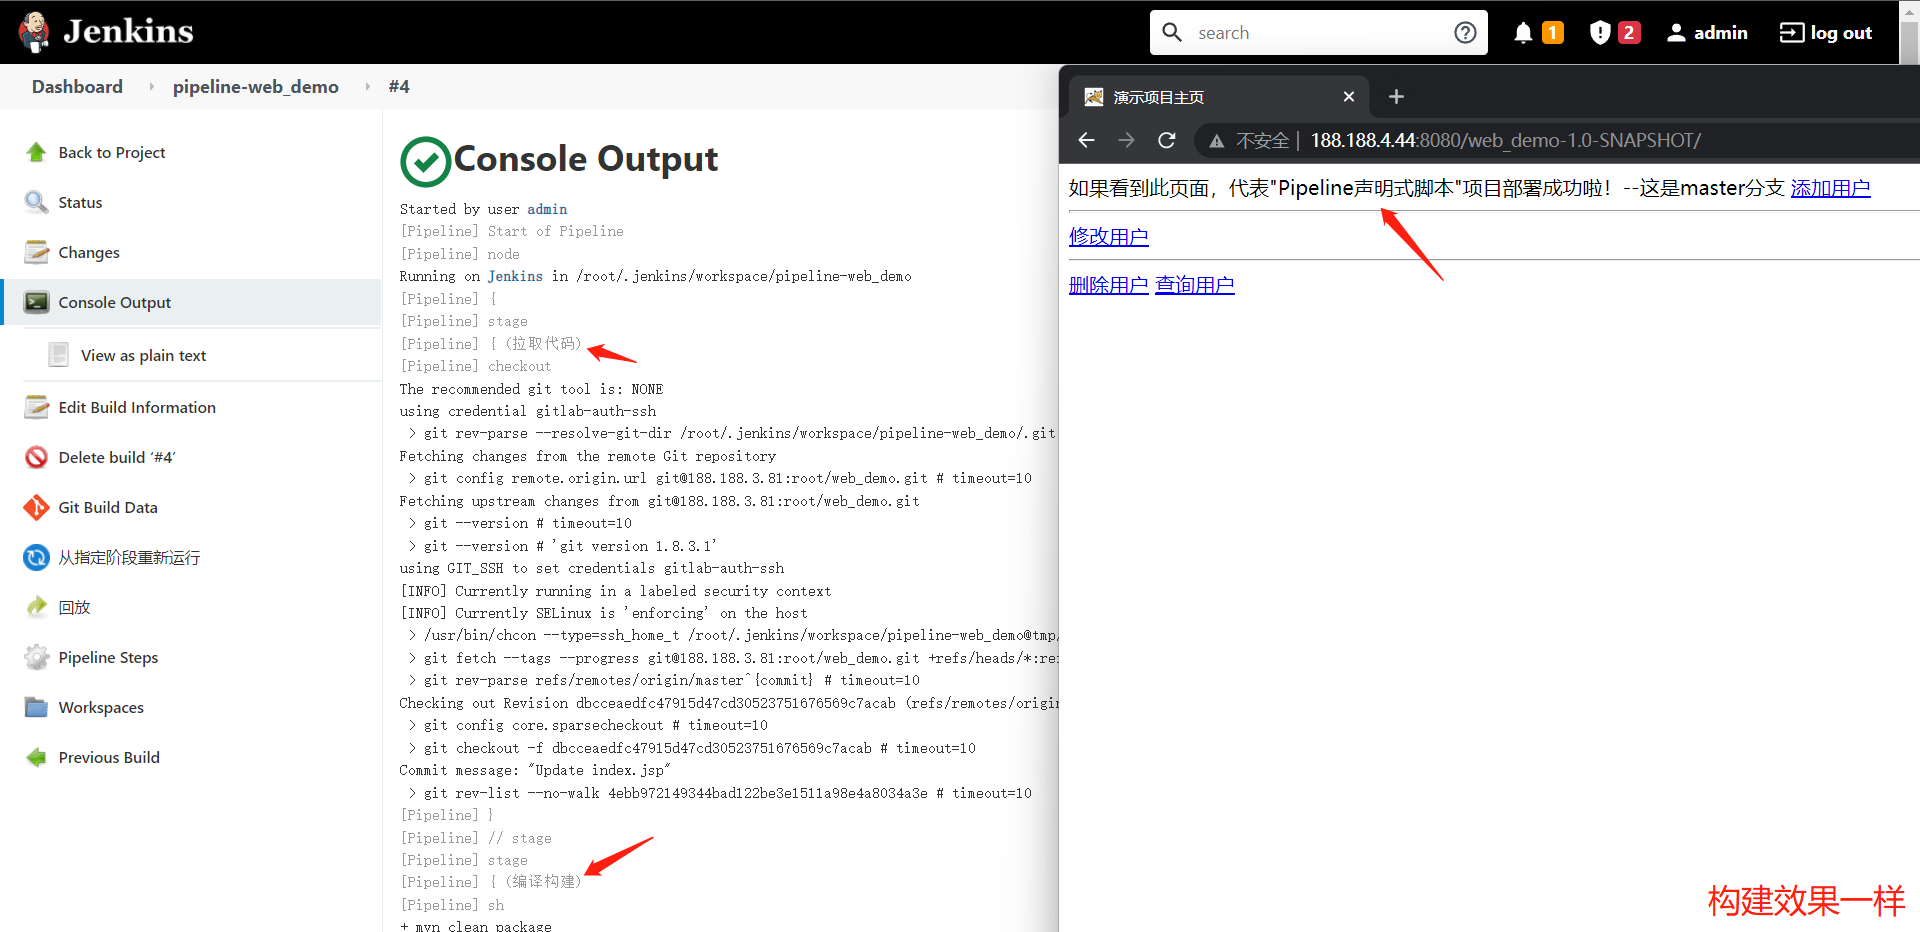 Jenkins
search
1
2
admin
log out
Dashboard
pipeline-web_demo
#4
Back to Project
Status
Changes
Console Output
View as plain text
Edit Build Information
Delete build ‘#4’
Git Build Data
从指定阶段重新运行
回放
Pipeline Steps
Workspaces
Previous Build
Console Output
Started by user admin
[Pipeline] Start of Pipeline
[Pipeline] node
Running on Jenkins in /root/.jenkins/workspace/pipeline-web_demo
[Pipeline] {
[Pipeline] stage
[Pipeline] { (拉取代码)
[Pipeline] checkout
The recommended git tool is: NONE
using credential gitlab-auth-ssh
> git rev-parse --resolve-git-dir /root/.jenkins/workspace/pipeline-web_demo/.git
Fetching changes from the remote Git repository
> git config remote.origin.url git@188.188.3.81:root/web_demo.git # timeout=10
Fetching upstream changes from git@188.188.3.81:root/web_demo.git
> git --version # timeout=10
> git --version # 'git version 1.8.3.1'
using GIT_SSH to set credentials gitlab-auth-ssh
[INFO] Currently running in a labeled security context
[INFO] Currently SELinux is 'enforcing' on the host
> /usr/bin/chcon --type=ssh_home_t /root/.jenkins/workspace/pipeline-web_demo@tmp/
> git fetch --tags --progress git@188.188.3.81:root/web_demo.git +refs/heads/*:ref
> git rev-parse refs/remotes/origin/master^{commit} # timeout=10
Checking out Revision dbcceaedfc47915d47cd30523751676569c7acab (refs/remotes/origin
> git config core.sparsecheckout # timeout=10
> git checkout -f dbcceaedfc47915d47cd30523751676569c7acab # timeout=10
Commit message: "Update index.jsp"
> git rev-list --no-walk 4ebb972149344bad122be3e1511a98e4a8034a3e # timeout=10
[Pipeline] }
[Pipeline] // stage
[Pipeline] stage
[Pipeline] { (编译构建)
[Pipeline] sh
+ mvn clean package
演示项目主页
不安全 | 188.188.4.44:8080/web_demo-1.0-SNAPSHOT/
如果看到此页面，代表"Pipeline声明式脚本"项目部署成功啦！--这是master分支 添加用户
修改用户
删除用户 查询用户
构建效果一样